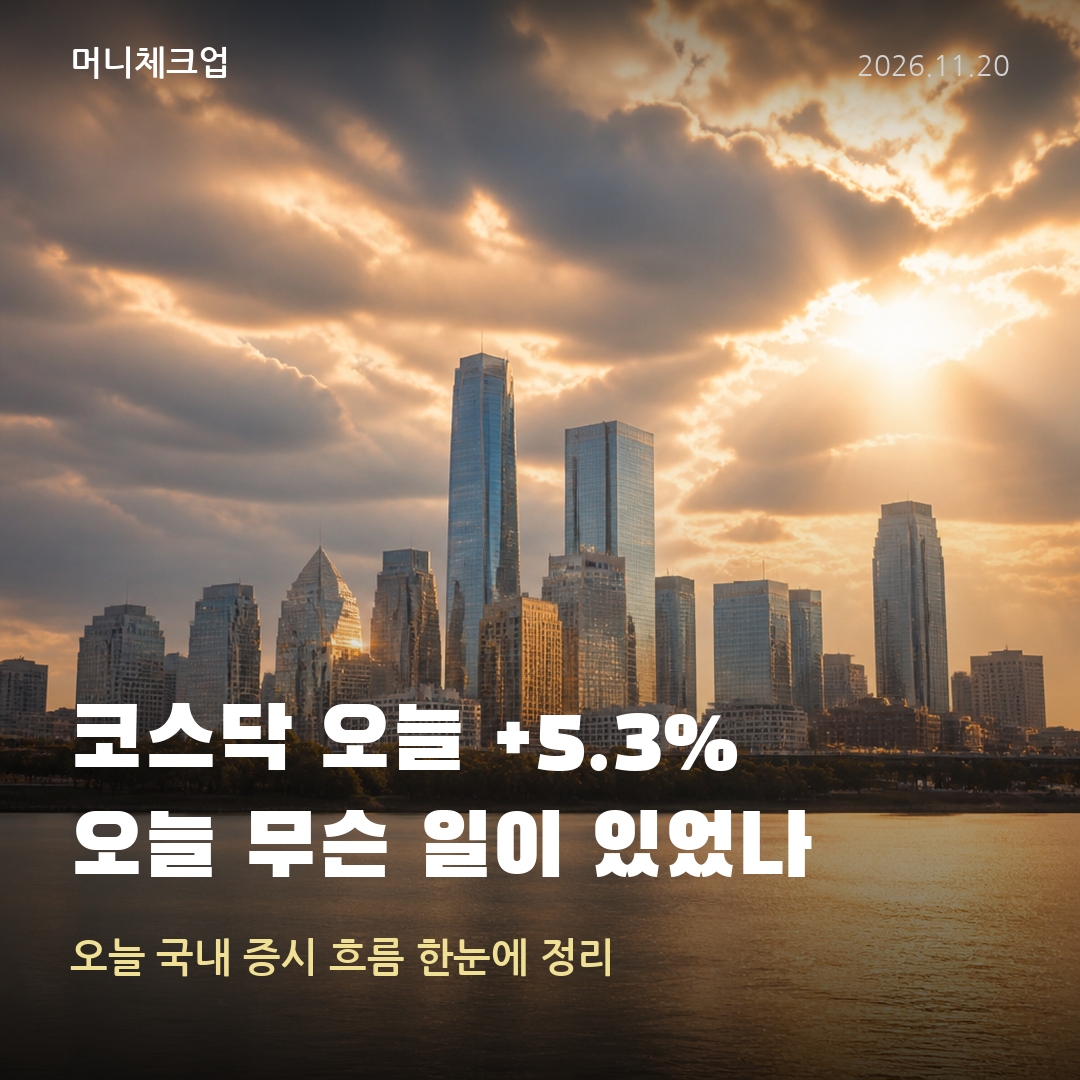 머니체크업
2026.11.20
코스닥 오늘 +5.3%
오늘 무슨 일이 있었나
오늘 국내 증시 흐름 한눈에 정리